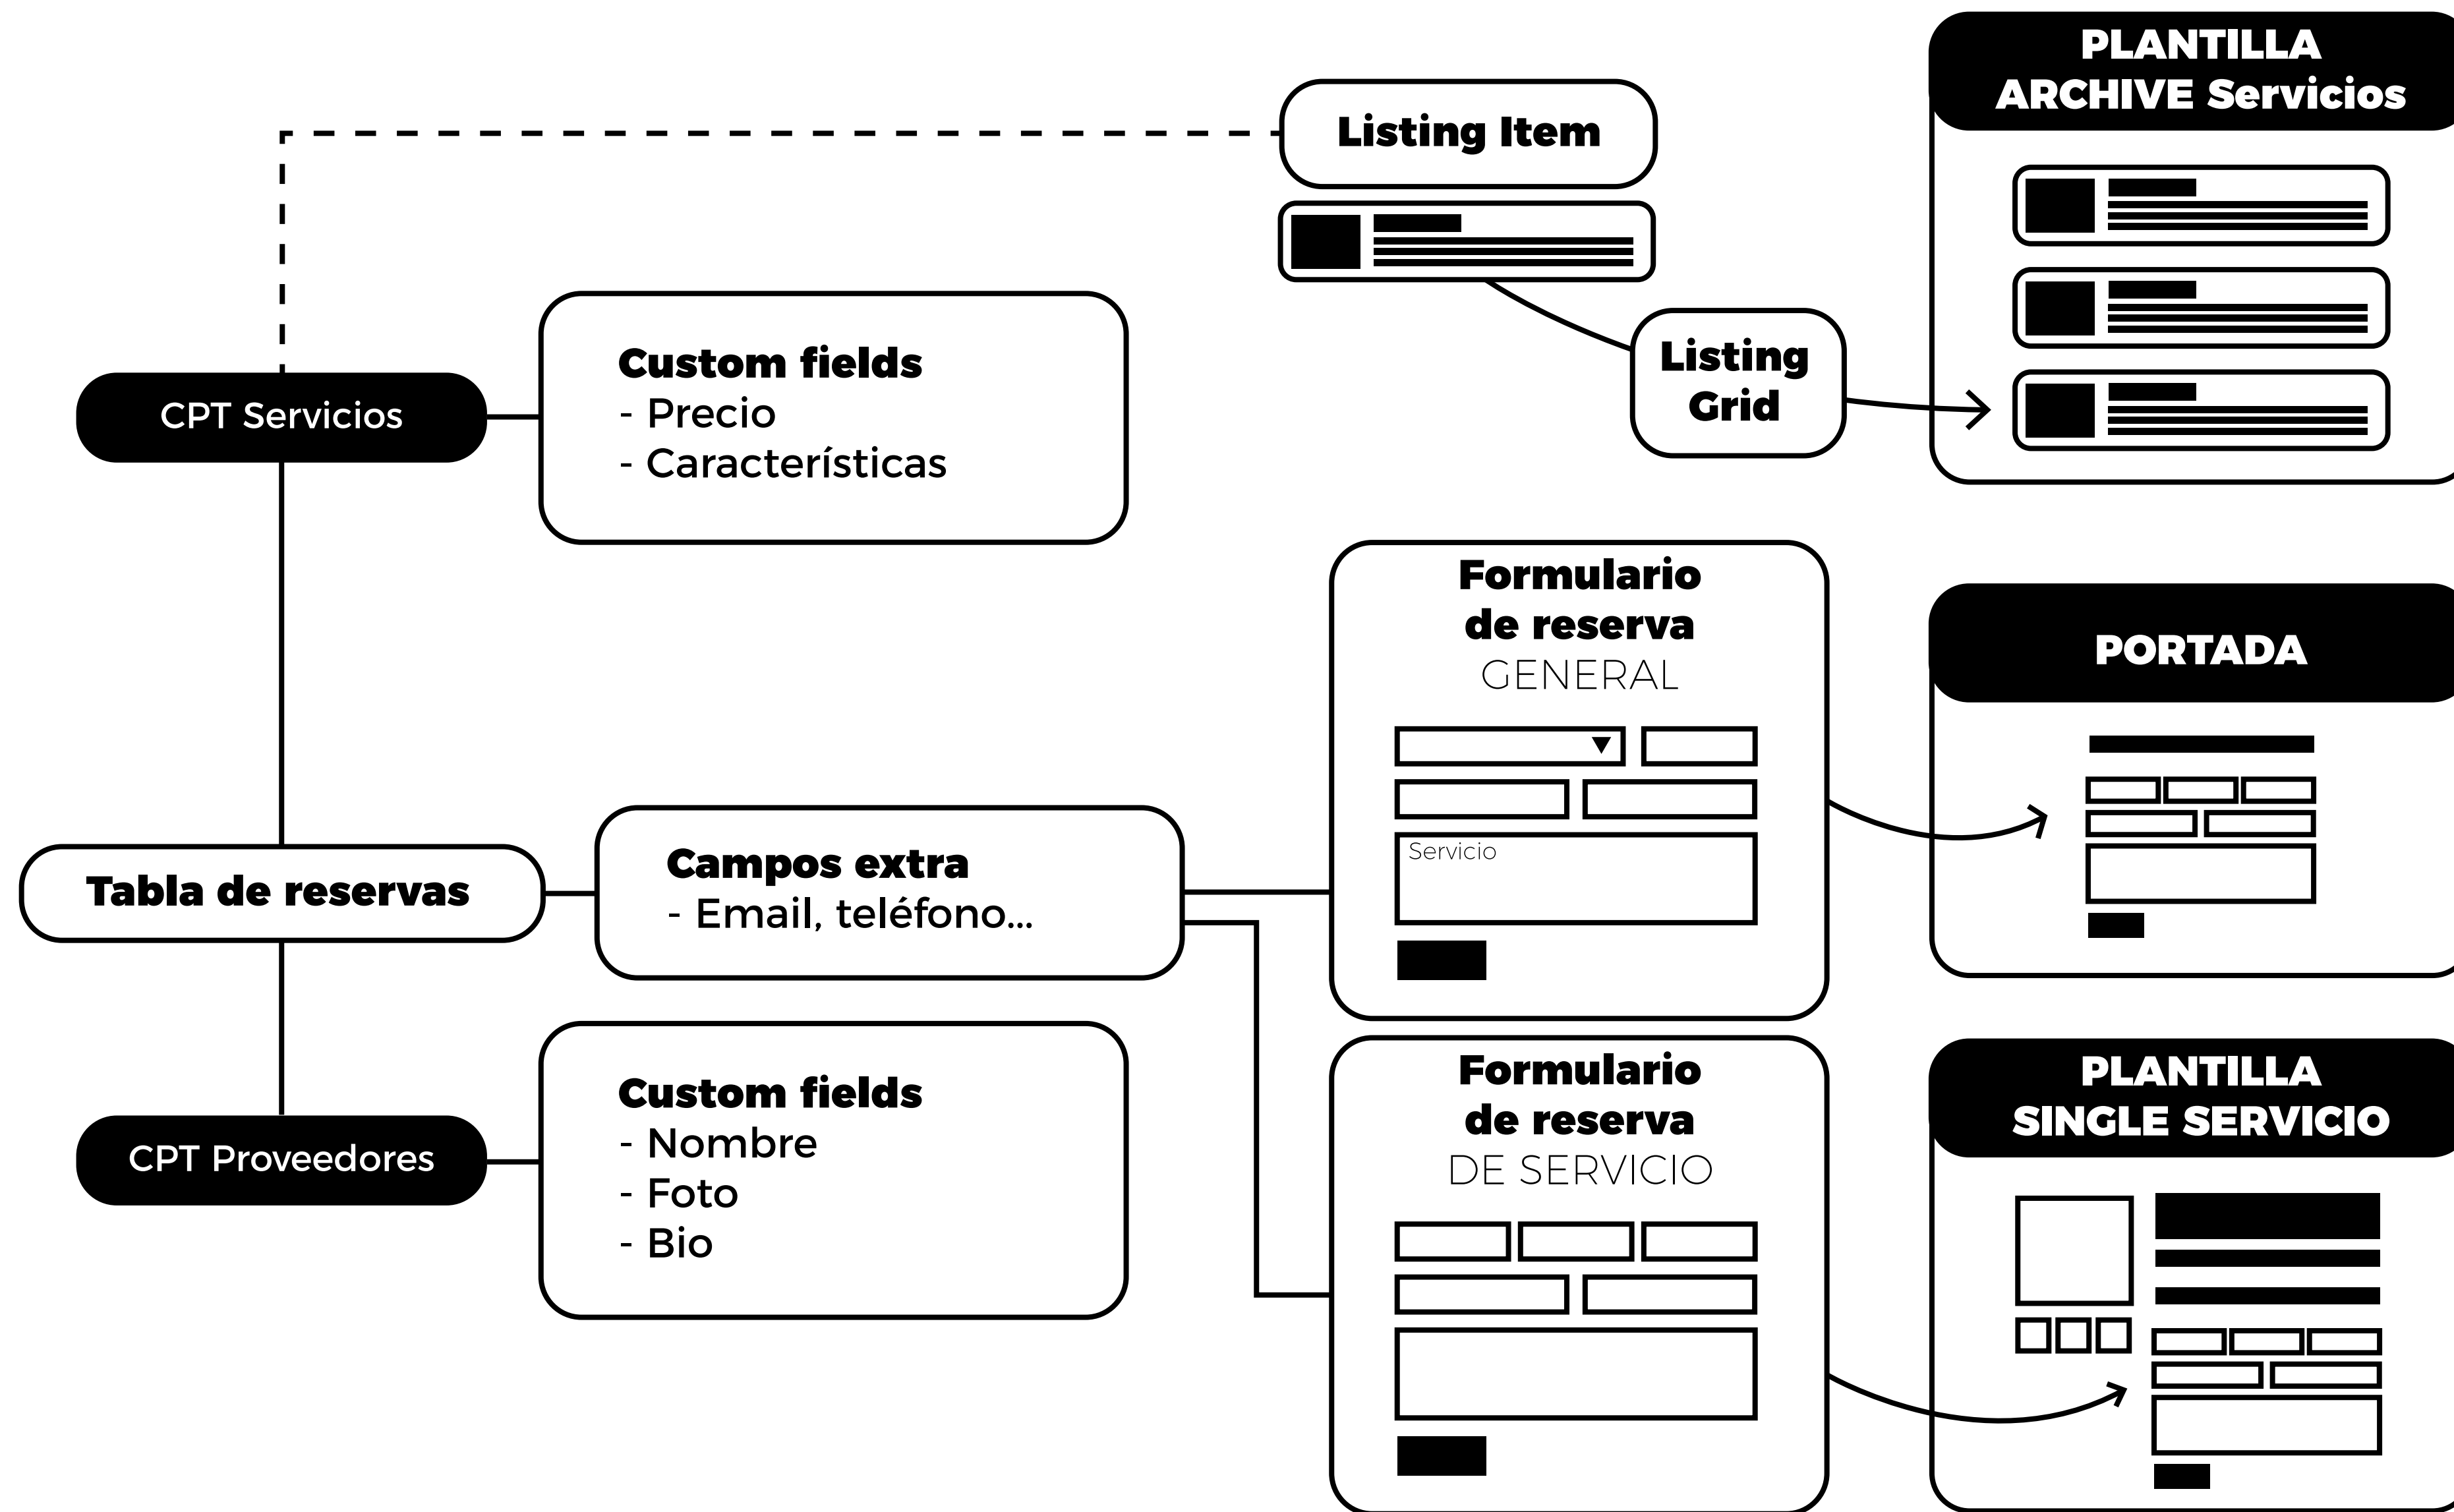 PLANTILLA
ARCHIVE Servicios
Listing Item
Listing
Grid
CPT Servicios
Custom fields
- Precio
- Características
Formulario
de reserva
GENERAL
Servicio
PORTADA
Tabla de reservas
Campos extra
- Email, teléfono...
CPT Proveedores
Custom fields
- Nombre
- Foto
- Bio
Formulario
de reserva
DE SERVICIO
PLANTILLA
SINGLE SERVICIO